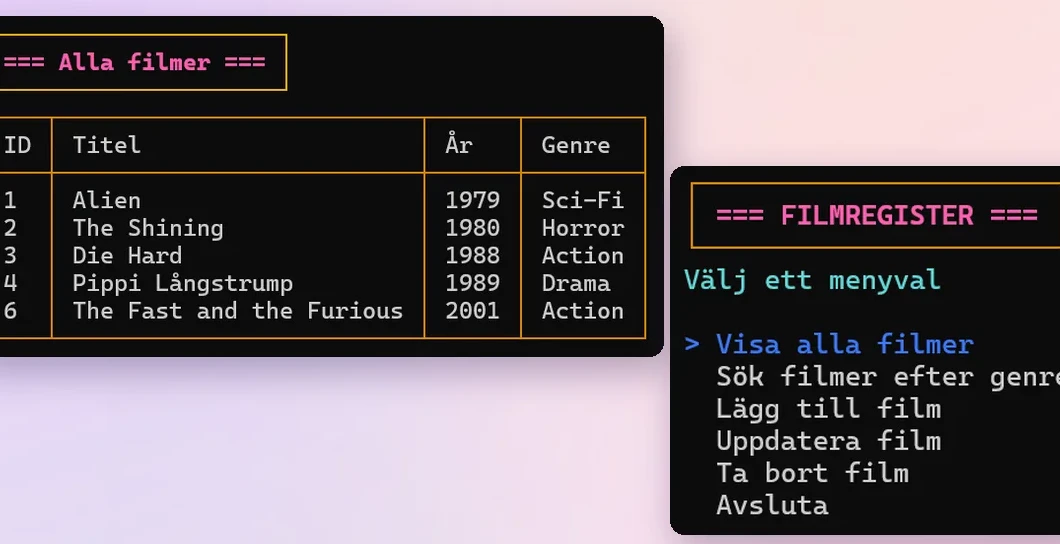 === Alla filmer ===
ID Titel År Genre
1 Alien 1979 Sci-Fi
2 The Shining 1980 Horror
3 Die Hard 1988 Action
4 Pippi Långstrump 1989 Drama
6 The Fast and the Furious 2001 Action
=== FILMREGISTER ===
Välj ett menyval
> Visa alla filmer
Sök filmer efter genre
Lägg till film
Uppdatera film
Ta bort film
Avsluta